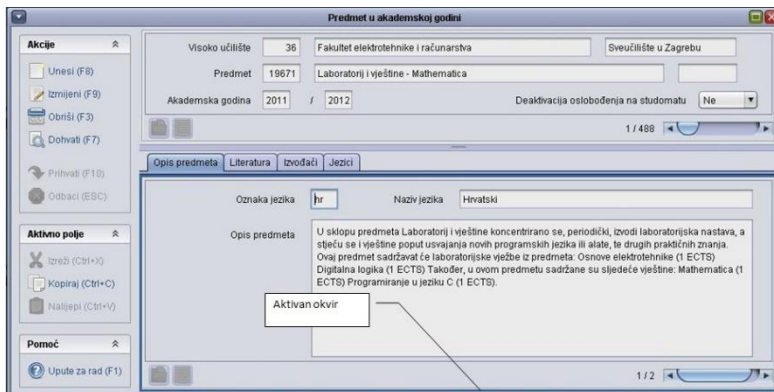 Predmet u akademskoj godini
Akcije
Unesi (F8)
Izmijeni (F9)
Obriši (F3)
Dohvati (F7)
Prihvati (F10)
Odbaci (ESC)
Aktivno polje
Izreži (Ctrl+X)
Kopiraj (Ctrl+C)
Nalijepi (Ctrl+V)
Pomoć
Upute za rad (F1)
Visoko učilište 36 Fakultet elektrotehnike i računarstva Sveučilište u Zagrebu
Predmet 19671 Laboratorij i vještine - Mathematica
Akademska godina 2011 / 2012 Deaktivacija oslobođenja na studomatu Ne
1 / 488
Opis predmeta Literatura Izvođači Jezici
Oznaka jezika hr Naziv jezika Hrvatski
Opis predmeta
U sklopu predmeta Laboratorij i vještine koncentrirano se, periodički, izvodi laboratorijska nastava, a
stječu se i vještine poput usvajanja novih programskih jezika ili alate, te drugih praktičnih znanja.
Ovaj predmet sadržavat će laboratorijske vježbe iz predmeta: Osnove elektrotehnike (1 ECTS)
Digitalna logika (1 ECTS) Također, u ovom predmetu sadržane su sljedeće vještine: Mathematica (1
ECTS) Programiranje u jeziku C (1 ECTS).
Aktivan okvir
1 / 2